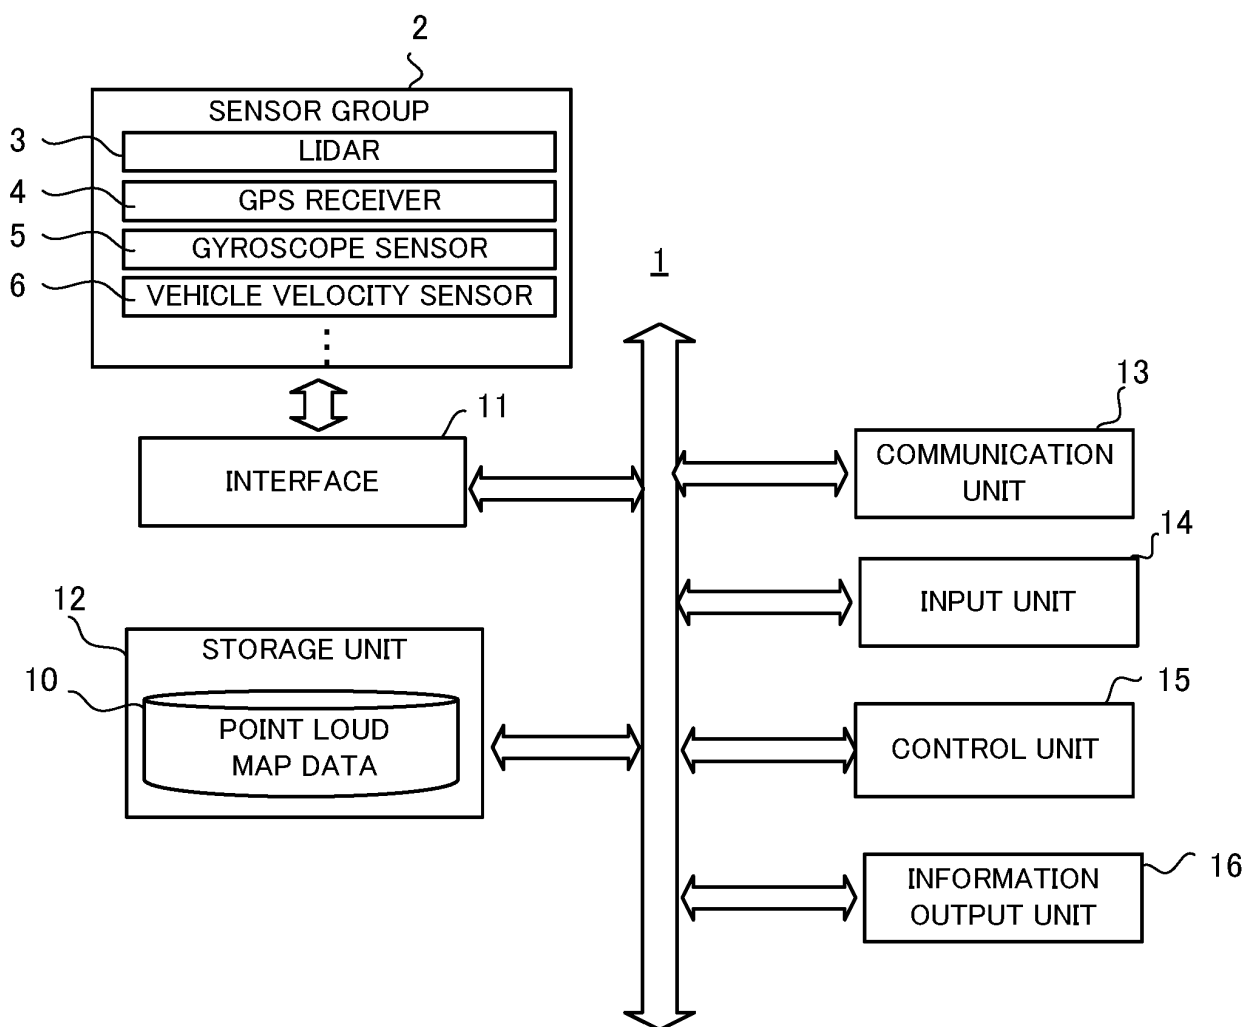 2
SENSOR GROUP
3
LIDAR
4
GPS RECEIVER
5
GYROSCOPE SENSOR
6
VEHICLE VELOCITY SENSOR
1
11
INTERFACE
13
COMMUNICATION
UNIT
14
INPUT UNIT
12
STORAGE UNIT
10
POINT LOUD
MAP DATA
15
CONTROL UNIT
16
INFORMATION
OUTPUT UNIT